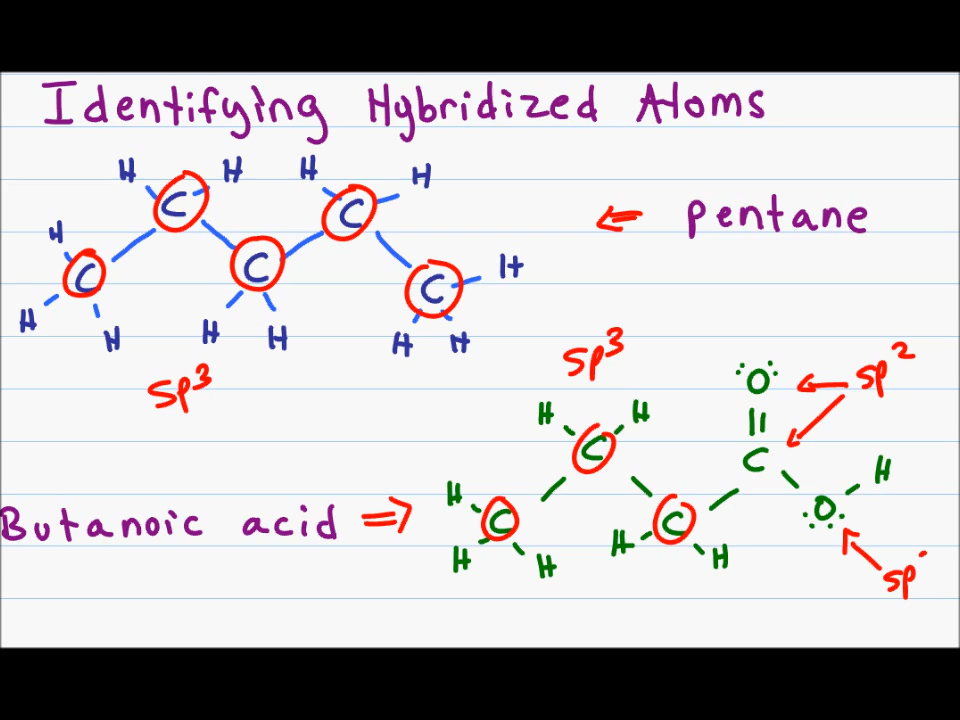 Identifying Hybridized Atoms
H H H H
H C C C C C H
H H H H H H
← pentane
sp³
sp³
:O: sp²
H H C
H C C C O H
H H H H
Butanoic acid ⇒
sp